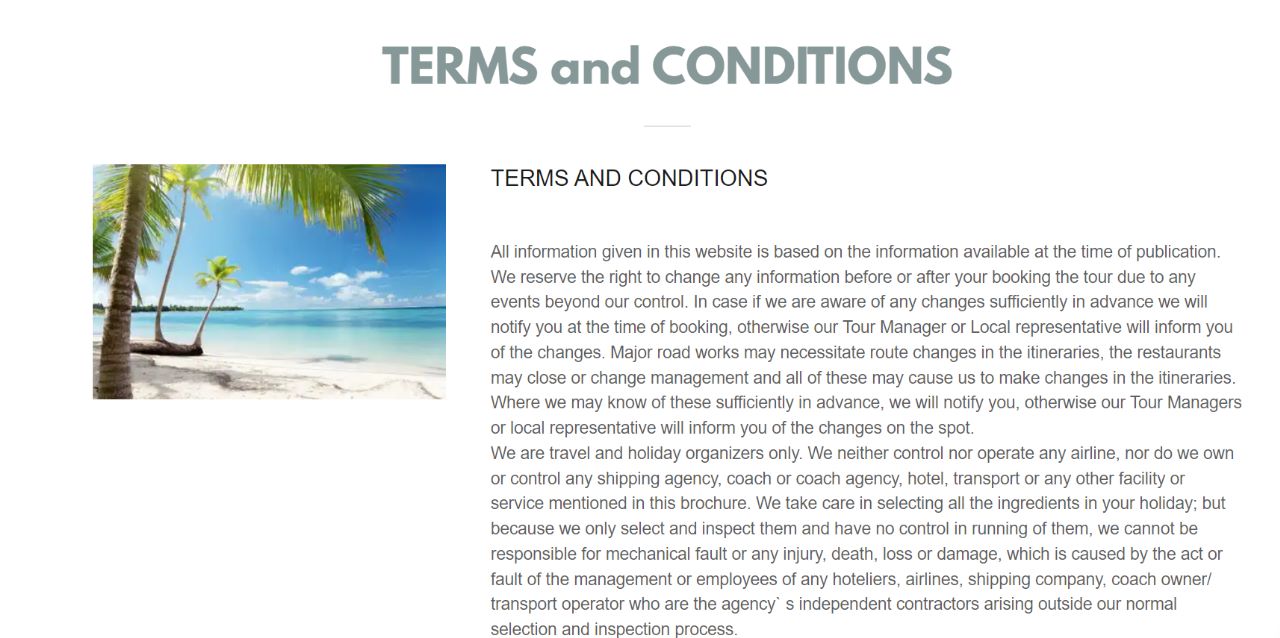 TERMS and CONDITIONS
TERMS AND CONDITIONS
All information given in this website is based on the information available at the time of publication.
We reserve the right to change any information before or after your booking the tour due to any
events beyond our control. In case if we are aware of any changes sufficiently in advance we will
notify you at the time of booking, otherwise our Tour Manager or Local representative will inform you
of the changes. Major road works may necessitate route changes in the itineraries, the restaurants
may close or change management and all of these may cause us to make changes in the itineraries.
Where we may know of these sufficiently in advance, we will notify you, otherwise our Tour Managers
or local representative will inform you of the changes on the spot.
We are travel and holiday organizers only. We neither control nor operate any airline, nor do we own
or control any shipping agency, coach or coach agency, hotel, transport or any other facility or
service mentioned in this brochure. We take care in selecting all the ingredients in your holiday; but
because we only select and inspect them and have no control in running of them, we cannot be
responsible for mechanical fault or any injury, death, loss or damage, which is caused by the act or
fault of the management or employees of any hoteliers, airlines, shipping company, coach owner/
transport operator who are the agency` s independent contractors arising outside our normal
selection and inspection process.